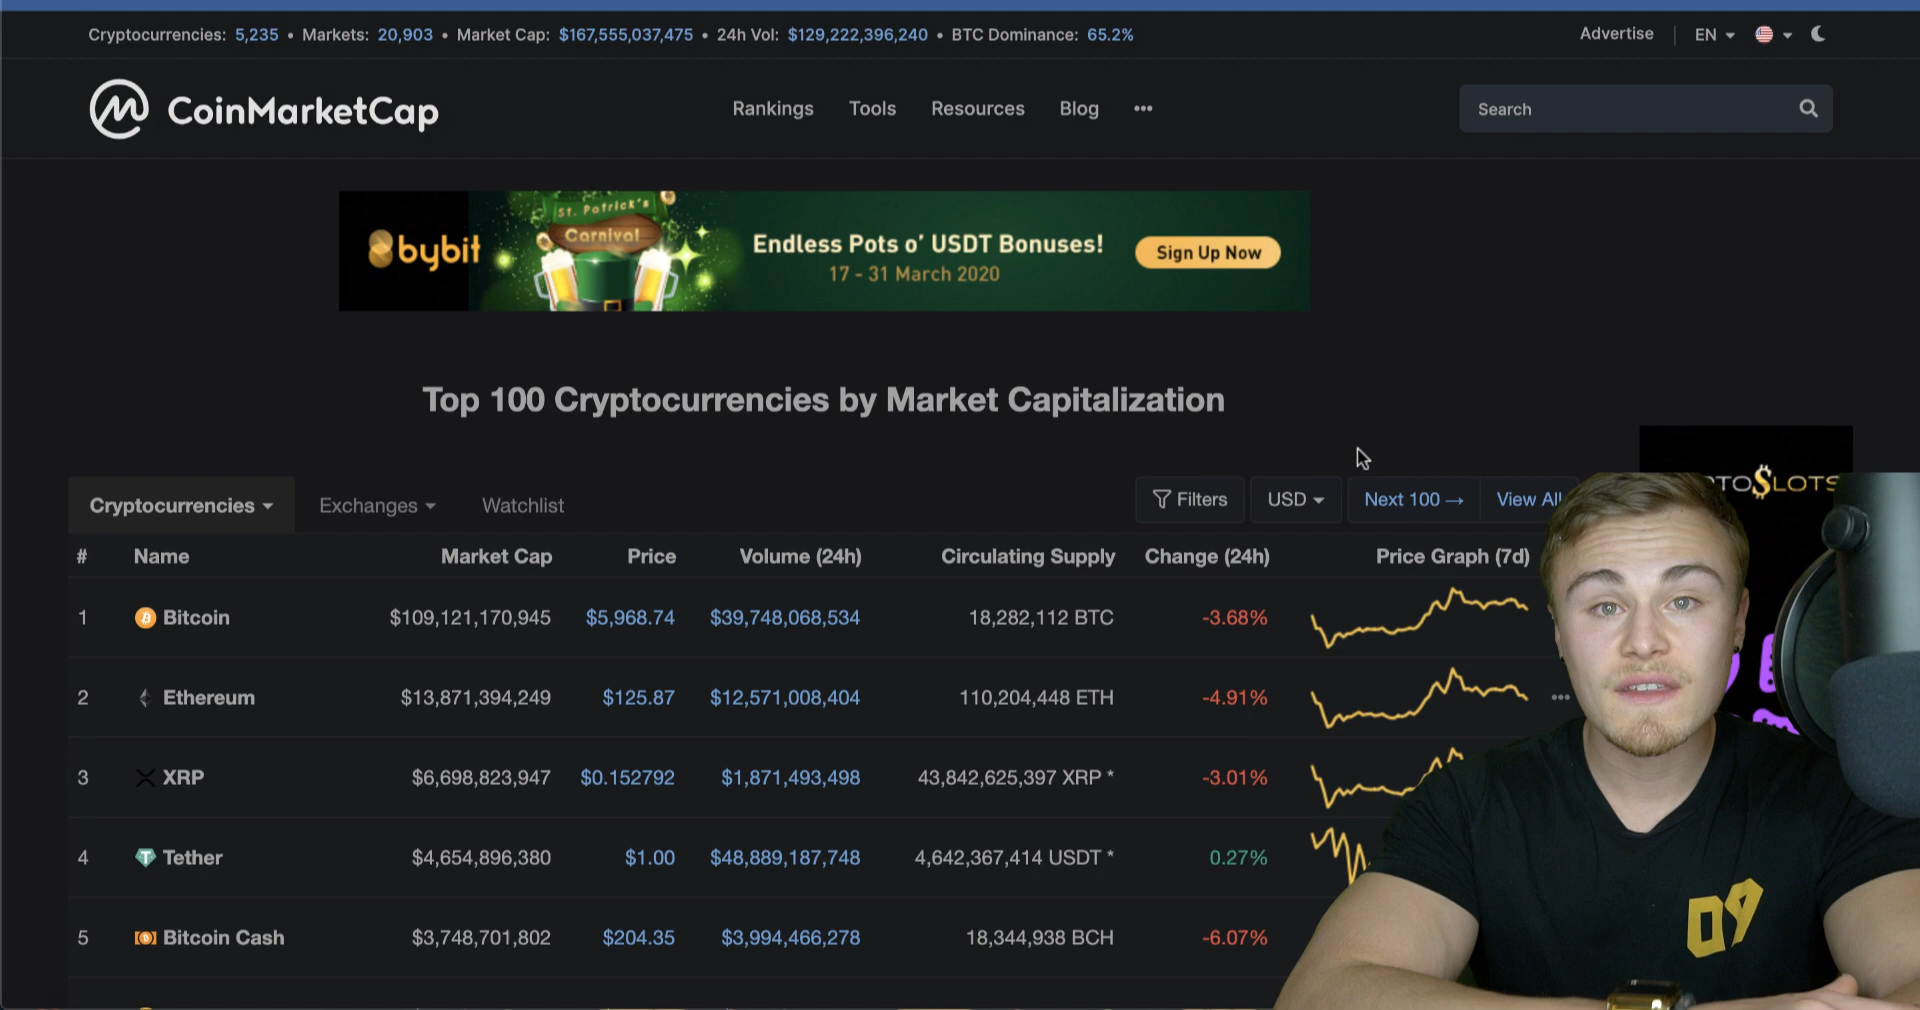 Cryptocurrencies: 5,235 • Markets: 20,903 • Market Cap: $167,555,037,475 • 24h Vol: $129,222,396,240 • BTC Dominance: 65.2%
Advertise EN
CoinMarketCap
Rankings Tools Resources Blog •••
Search
bybit
St. Patrick's
Carnival
Endless Pots o' USDT Bonuses!
17 - 31 March 2020
Sign Up Now
Top 100 Cryptocurrencies by Market Capitalization
TO$LOTS
Cryptocurrencies Exchanges Watchlist Filters USD Next 100 → View All
# Name Market Cap Price Volume (24h) Circulating Supply Change (24h) Price Graph (7d)
1 Bitcoin $109,121,170,945 $5,968.74 $39,748,068,534 18,282,112 BTC -3.68%
2 Ethereum $13,871,394,249 $125.87 $12,571,008,404 110,204,448 ETH -4.91% •••
3 XRP $6,698,823,947 $0.152792 $1,871,493,498 43,842,625,397 XRP * -3.01%
4 Tether $4,654,896,380 $1.00 $48,889,187,748 4,642,367,414 USDT * 0.27%
5 Bitcoin Cash $3,748,701,802 $204.35 $3,994,466,278 18,344,938 BCH -6.07%
09